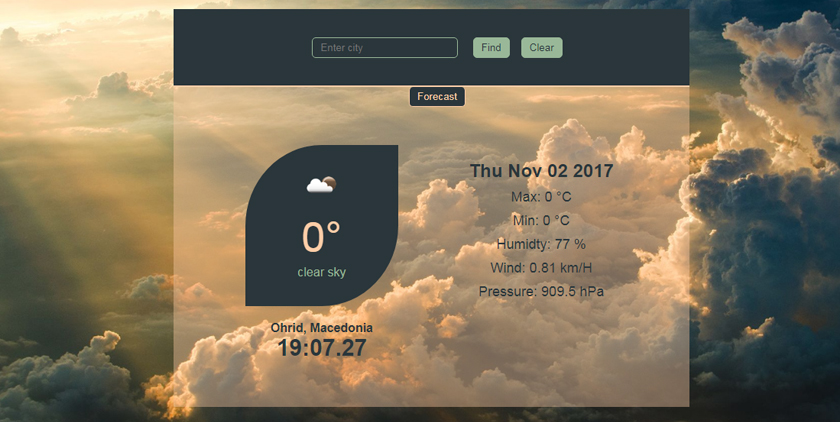 Enter city
Find
Clear
Forecast
0°
clear sky
Ohrid, Macedonia
19:07.27
Thu Nov 02 2017
Max: 0 °C
Min: 0 °C
Humidty: 77 %
Wind: 0.81 km/H
Pressure: 909.5 hPa